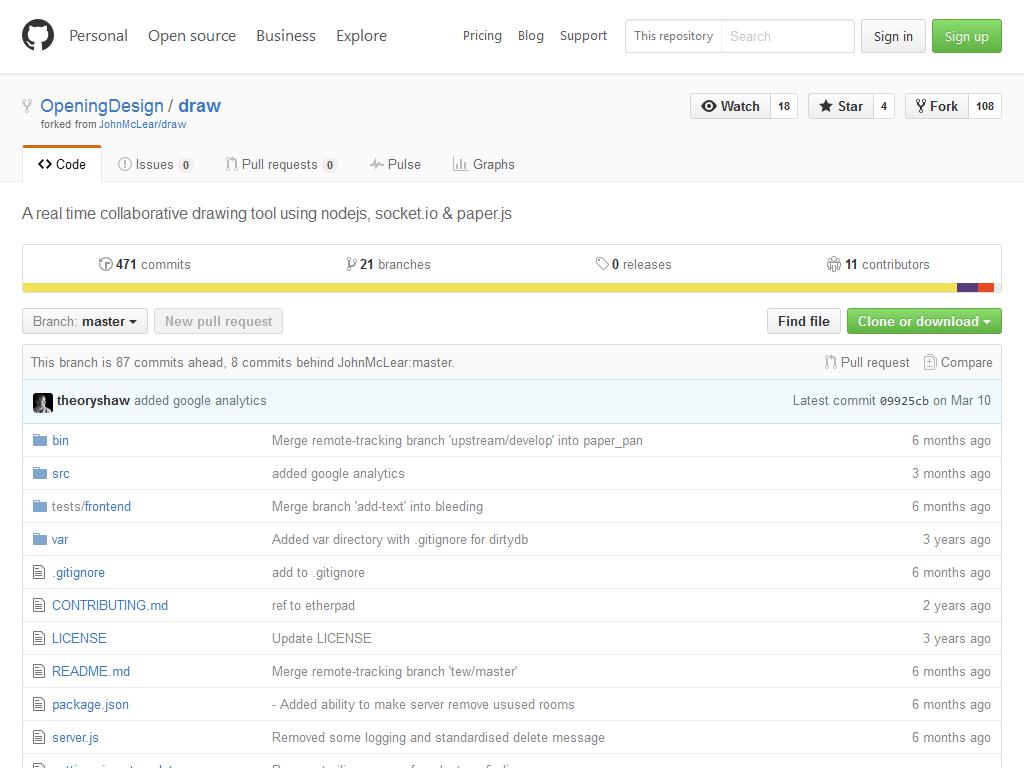 Personal Open source Business Explore Pricing Blog Support This repository Search Sign in Sign up
OpeningDesign / draw Watch 18 Star 4 Fork 108
forked from JohnMcLear/draw
Code Issues 0 Pull requests 0 Pulse Graphs
A real time collaborative drawing tool using nodejs, socket.io & paper.js
471 commits 21 branches 0 releases 11 contributors
Branch: master New pull request Find file Clone or download
This branch is 87 commits ahead, 8 commits behind JohnMcLear:master. Pull request Compare
theoryshaw added google analytics Latest commit 09925cb on Mar 10
bin Merge remote-tracking branch 'upstream/develop' into paper_pan 6 months ago
src added google analytics 3 months ago
tests/frontend Merge branch 'add-text' into bleeding 6 months ago
var Added var directory with .gitignore for dirtydb 3 years ago
.gitignore add to .gitignore 6 months ago
CONTRIBUTING.md ref to etherpad 2 years ago
LICENSE Update LICENSE 3 years ago
README.md Merge remote-tracking branch 'tew/master' 6 months ago
package.json - Added ability to make server remove usused rooms 6 months ago
server.js Removed some logging and standardised delete message 6 months ago